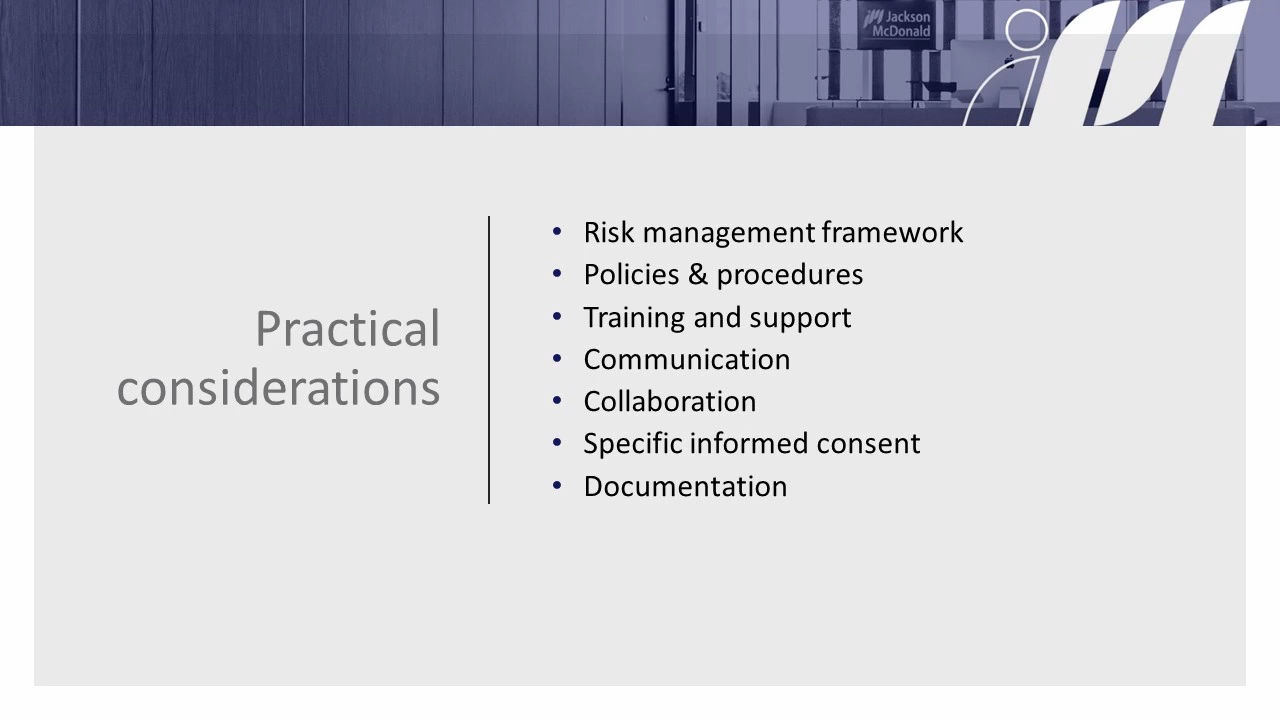 Jackson
McDonald
Practical
considerations
• Risk management framework
• Policies & procedures
• Training and support
• Communication
• Collaboration
• Specific informed consent
• Documentation